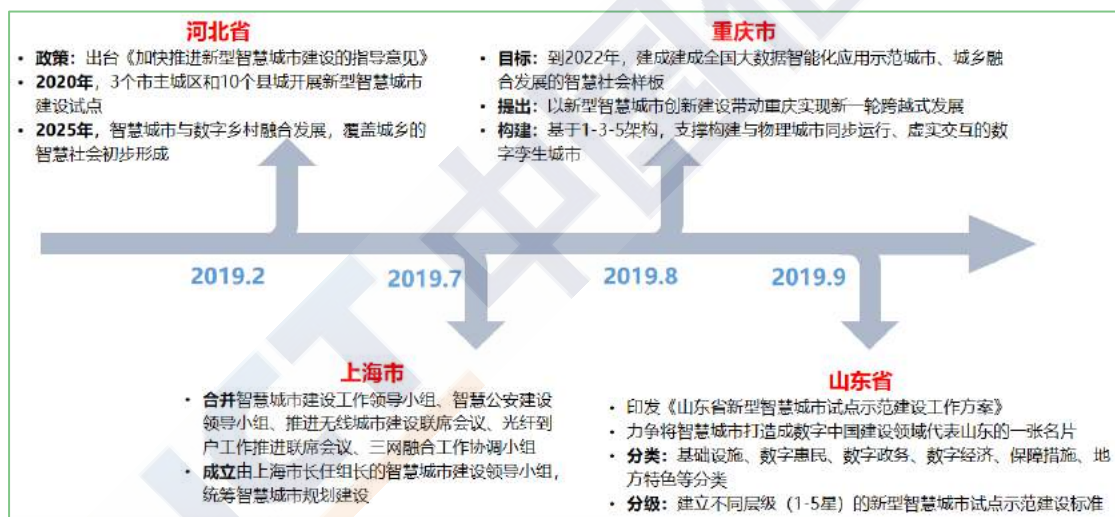 河北省
• 政策：出台《加快推进新型智慧城市建设的指导意见》
• 2020年，3个市主城区和10个县城开展新型智慧城市
建设试点
• 2025年，智慧城市与数字乡村融合发展，覆盖城乡的
智慧社会初步形成
重庆市
• 目标：到2022年，建成建成全国大数据智能化应用示范城市、城乡融
合发展的智慧社会样板
• 提出：以新型智慧城市创新建设带动重庆实现新一轮跨越式发展
• 构建：基于1-3-5架构，支撑构建与物理城市同步运行、虚实交互的数
字孪生城市
2019.2
2019.7
2019.8
2019.9
上海市
• 合并智慧城市建设工作领导小组、智慧公安建设
领导小组、推进无线城市建设联席会议、光纤到
户工作推进联席会议、三网融合工作协调小组
• 成立由上海市长任组长的智慧城市建设领导小组，
统筹智慧城市规划建设
山东省
• 印发《山东省新型智慧城市试点示范建设工作方案》
• 力争将智慧城市打造成数字中国建设领域代表山东的一张名片
• 分类：基础设施、数字惠民、数字政务、数字经济、保障措施、地
方特色等分类
• 分级：建立不同层级（1-5星）的新型智慧城市试点示范建设标准